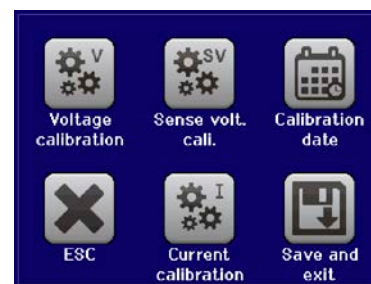 V
SV
Voltage
calibration
Sense volt.
cali.
Calibration
date
I
ESC
Current
calibration
Save and
exit